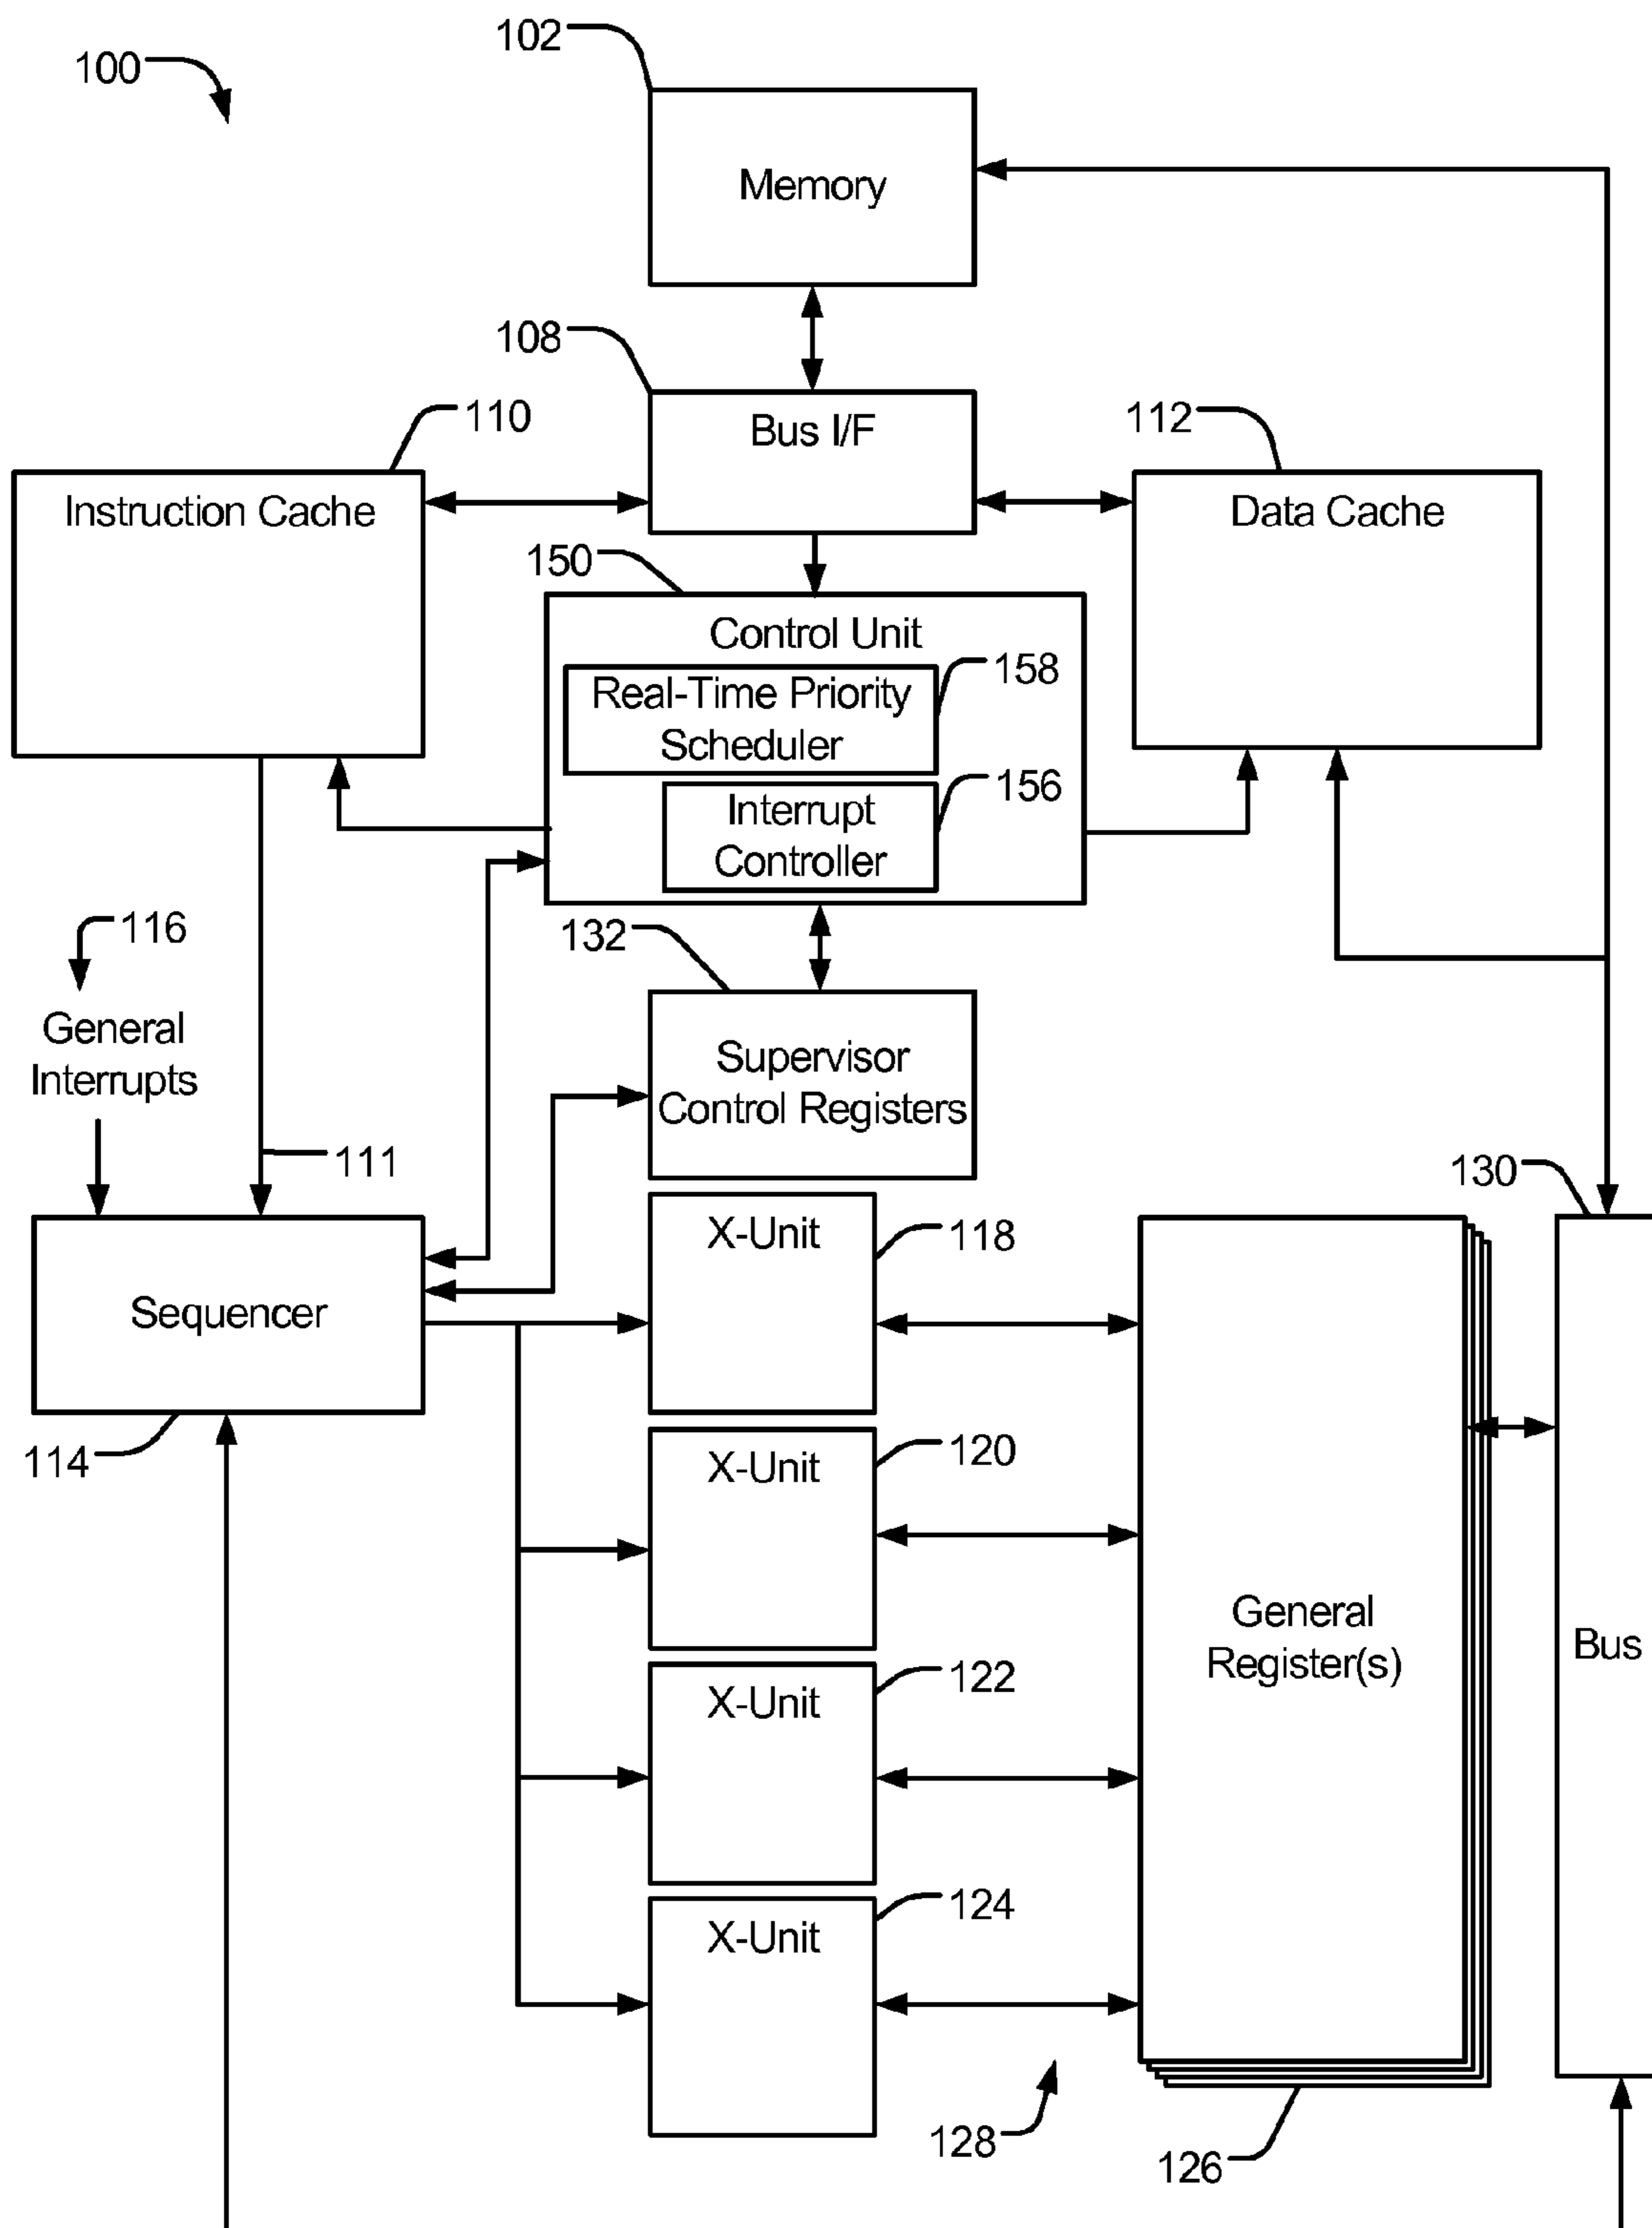 102
100
Memory
108
110
Bus I/F
112
Instruction Cache
Data Cache
150
Control Unit
158
Real-Time Priority
Scheduler
156
Interrupt
Controller
116
132
General
Interrupts
Supervisor
Control Registers
111
130
X-Unit
118
Sequencer
114
X-Unit
120
General
Register(s)
Bus
X-Unit
122
X-Unit
124
128
126